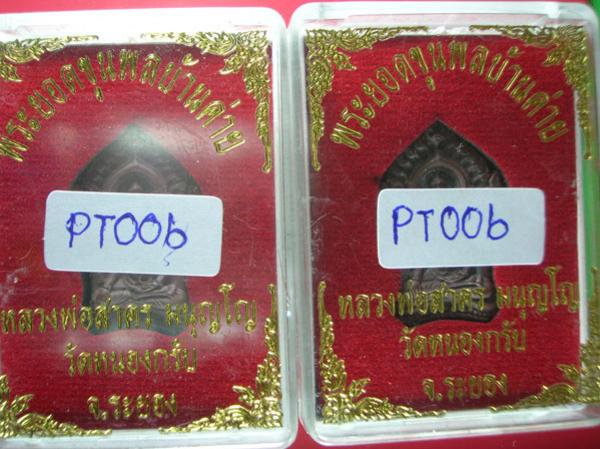 พระยอดขุนพลบ้านค่าย
PT006
หลวงพ่อสาคร มนุญโญ
วัดหนองกรับ
จ.ระยอง
พระยอดขุนพลบ้านค่าย
PT006
หลวงพ่อสาคร มนุญโญ
วัดหนองกรับ
จ.ระยอง